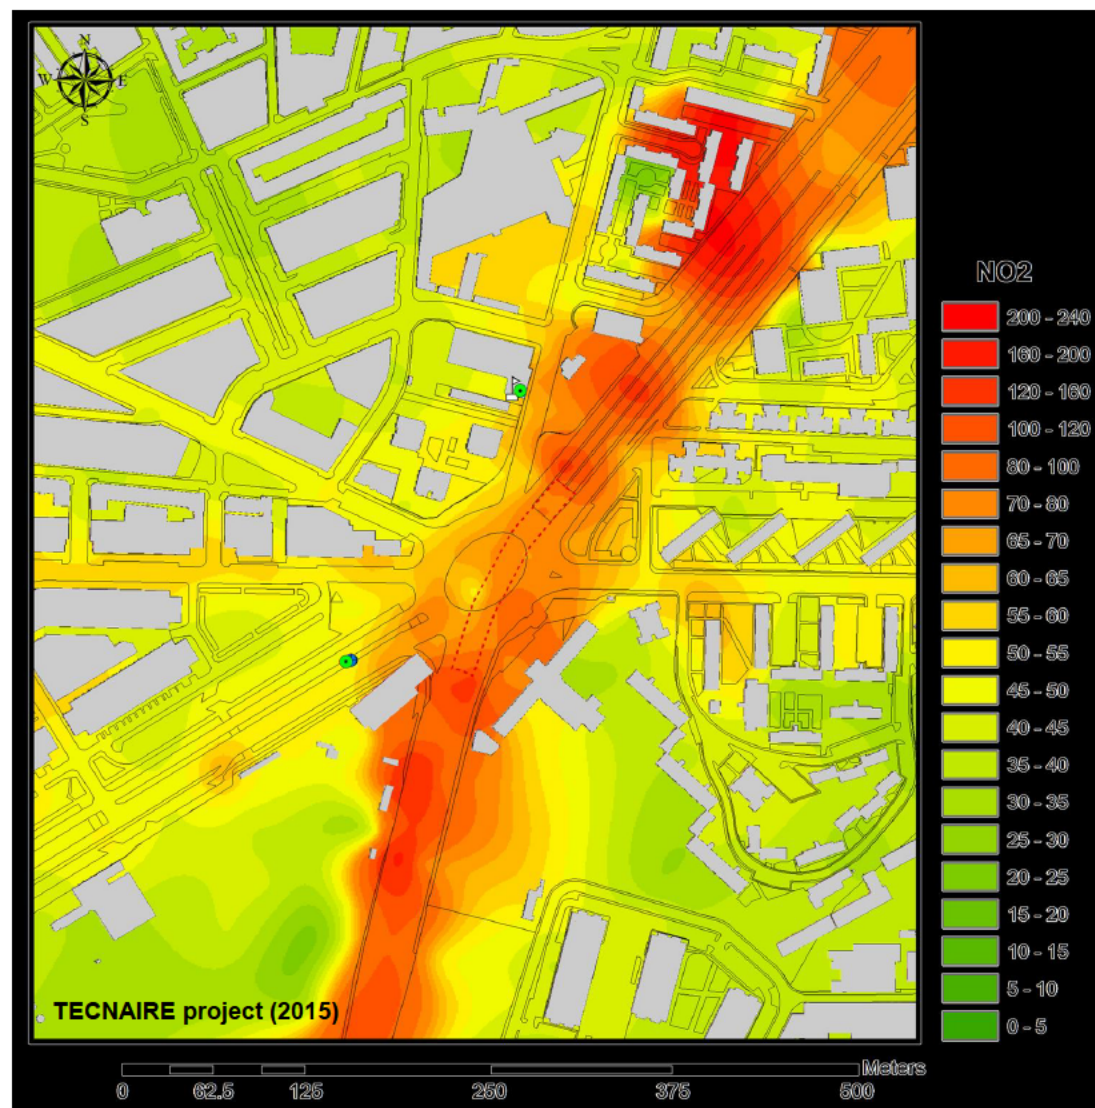 N
W E
S
NO2
200 - 240
160 - 200
120 - 160
100 - 120
80 - 100
70 - 80
65 - 70
60 - 65
55 - 60
50 - 55
45 - 50
40 - 45
35 - 40
30 - 35
25 - 30
20 - 25
15 - 20
10 - 15
5 - 10
0 - 5
TECNAIRE project (2015)
Meters
0 62.5 125 250 375 500